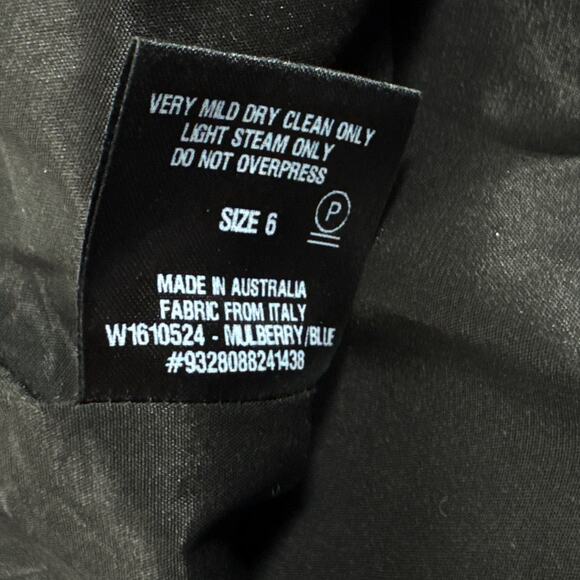 VERY MILD DRY CLEAN ONLY
LIGHT STEAM ONLY
DO NOT OVERPRESS
SIZE 6 P
MADE IN AUSTRALIA
FABRIC FROM ITALY
W1610524 - MULBERRY/BLUE
#9328088241438